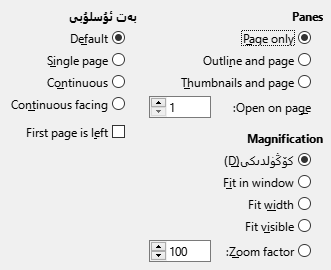 Panes
Page only
Outline and page
Thumbnails and page
Open on page:
1
Magnification
كۆڭۈلدىكى(D)
Fit in window
Fit width
Fit visible
Zoom factor:
100
بەت ئۇسلۇبى
Default
Single page
Continuous
Continuous facing
First page is left